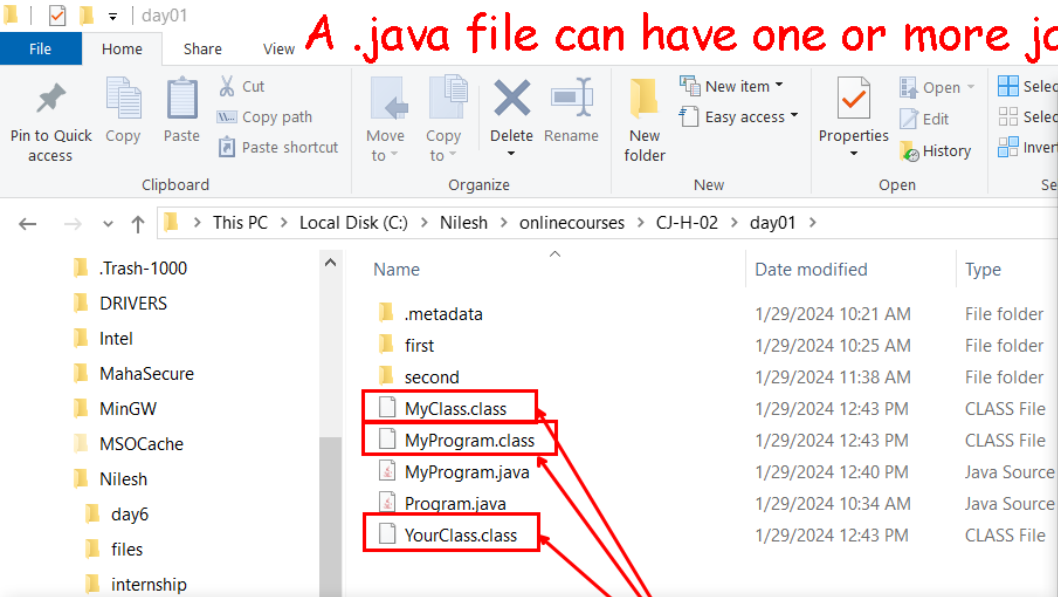 day01
A .java file can have one or more
File Home Share View
Pin to Quick access
Copy
Paste
Cut
Copy path
Paste shortcut
Clipboard
Move to
Copy to
Delete
Rename
Organize
New folder
New item
Easy access
New
Properties
Open
Edit
History
Open
Selec
Selec
Inver
Se
This PC > Local Disk (C:) > Nilesh > onlinecourses > CJ-H-02 > day01 >
.Trash-1000
DRIVERS
Intel
MahaSecure
MinGW
MSOCache
Nilesh
day6
files
internship
Name Date modified Type
.metadata 1/29/2024 10:21 AM File folder
first 1/29/2024 10:25 AM File folder
second 1/29/2024 11:38 AM File folder
MyClass.class 1/29/2024 12:43 PM CLASS File
MyProgram.class 1/29/2024 12:43 PM CLASS File
MyProgram.java 1/29/2024 12:40 PM Java Source
Program.java 1/29/2024 10:34 AM Java Source
YourClass.class 1/29/2024 12:43 PM CLASS File